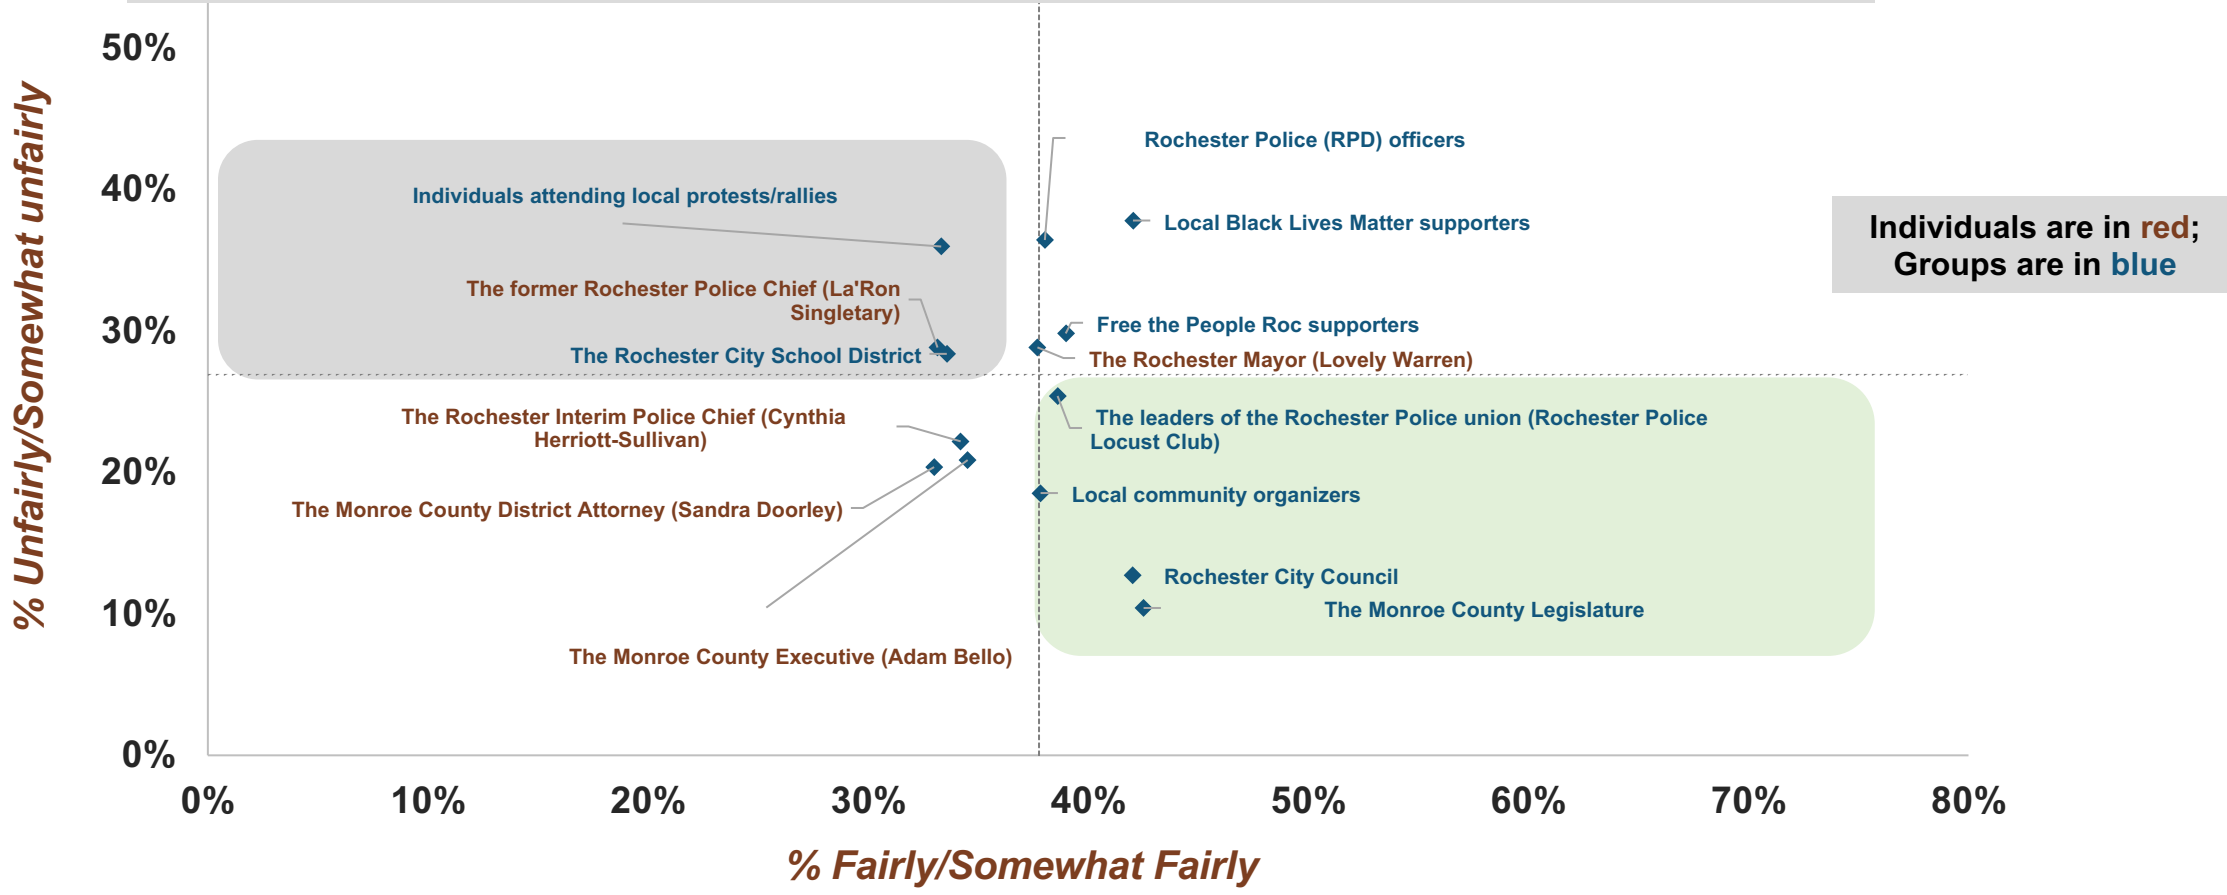 % Unfairly/Somewhat unfairly
50%
40%
30%
20%
10%
0%
Rochester Police (RPD) officers
Individuals attending local protests/rallies
Local Black Lives Matter supporters
Individuals are in red;
Groups are in blue
The former Rochester Police Chief (La'Ron
Singletary)
Free the People Roc supporters
The Rochester City School District
The Rochester Mayor (Lovely Warren)
The Rochester Interim Police Chief (Cynthia
Herriott-Sullivan)
The leaders of the Rochester Police union (Rochester Police
Locust Club)
Local community organizers
The Monroe County District Attorney (Sandra Doorley)
Rochester City Council
The Monroe County Legislature
The Monroe County Executive (Adam Bello)
0%
10%
20%
30%
40%
50%
60%
70%
80%
% Fairly/Somewhat Fairly